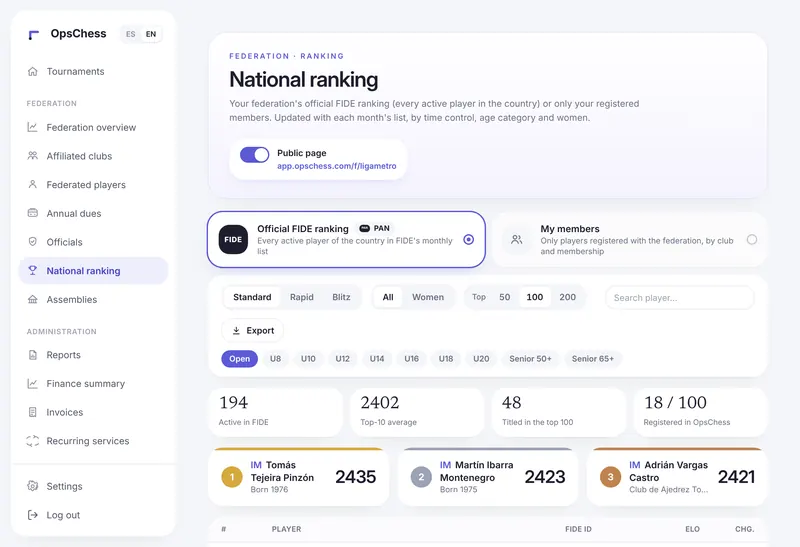 OpsChess
ES EN
Tournaments
FEDERATION
Federation overview
Affiliated clubs
Federated players
Annual dues
Officials
National ranking
Assemblies
ADMINISTRATION
Reports
Finance summary
Invoices
Recurring services
Settings
Log out
FEDERATION · RANKING
National ranking
Your federation's official FIDE ranking (every active player in the country) or only your registered
members. Updated with each month's list, by time control, age category and women.
Public page
app.opschess.com/f/ligametro
FIDE
Official FIDE ranking PAN
Every active player of the country in FIDE's monthly
list
My members
Only players registered with the federation, by club
and membership
Standard Rapid Blitz
All Women
Top 50 100 200
Search player...
Export
Open U8 U10 U12 U14 U16 U18 U20 Senior 50+ Senior 65+
194
Active in FIDE
2402
Top-10 average
48
Titled in the top 100
18 / 100
Registered in OpsChess
1
IM Tomás
Tejeira Pinzón
Born 1976
2435
2
IM Martín Ibarra
Montenegro
Born 1975
2423
3
IM Adrián Vargas
Castro
Club de Ajedrez To...
2421
# PLAYER FIDE ID ELO CHG.